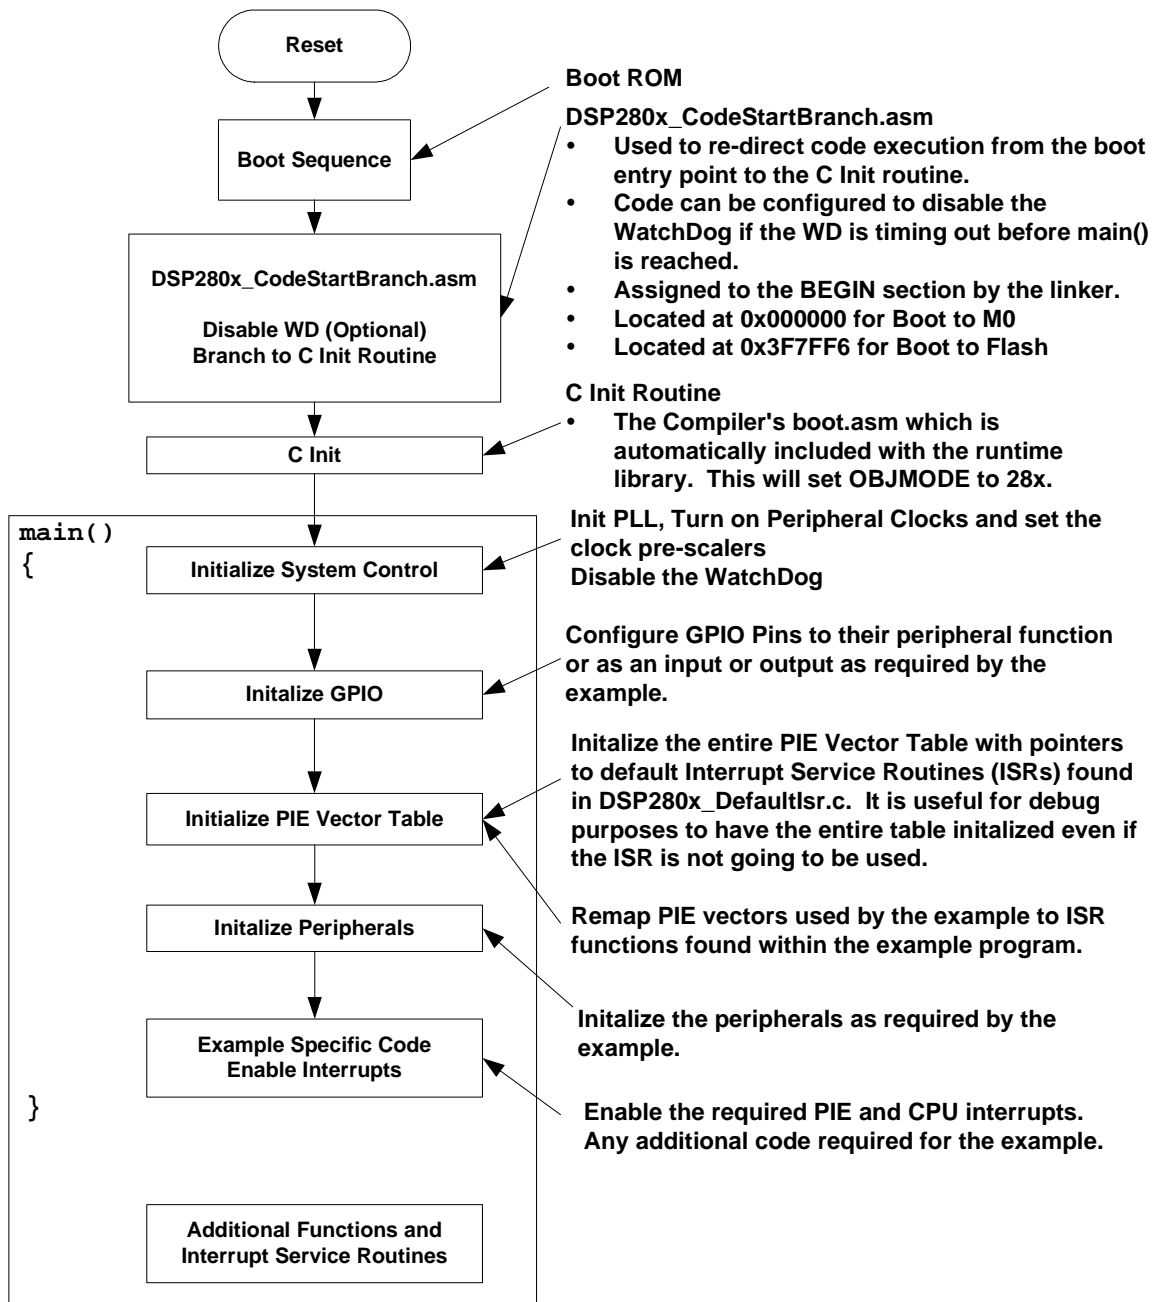 Reset
Boot ROM
Boot Sequence
DSP280x_CodeStartBranch.asm
• Used to re-direct code execution from the boot
entry point to the C Init routine.
• Code can be configured to disable the
WatchDog if the WD is timing out before main()
is reached.
• Assigned to the BEGIN section by the linker.
• Located at 0x000000 for Boot to M0
• Located at 0x3F7FF6 for Boot to Flash
DSP280x_CodeStartBranch.asm
Disable WD (Optional)
Branch to C Init Routine
C Init Routine
• The Compiler's boot.asm which is
automatically included with the runtime
library. This will set OBJMODE to 28x.
C Init
main()
{
Initialize System Control
Init PLL, Turn on Peripheral Clocks and set the
clock pre-scalers
Disable the WatchDog
Initalize GPIO
Configure GPIO Pins to their peripheral function
or as an input or output as required by the
example.
Initialize PIE Vector Table
Initalize the entire PIE Vector Table with pointers
to default Interrupt Service Routines (ISRs) found
in DSP280x_DefaultIsr.c. It is useful for debug
purposes to have the entire table initalized even if
the ISR is not going to be used.
Remap PIE vectors used by the example to ISR
functions found within the example program.
Initalize Peripherals
Initalize the peripherals as required by the
example.
Example Specific Code
Enable Interrupts
Enable the required PIE and CPU interrupts.
Any additional code required for the example.
}
Additional Functions and
Interrupt Service Routines